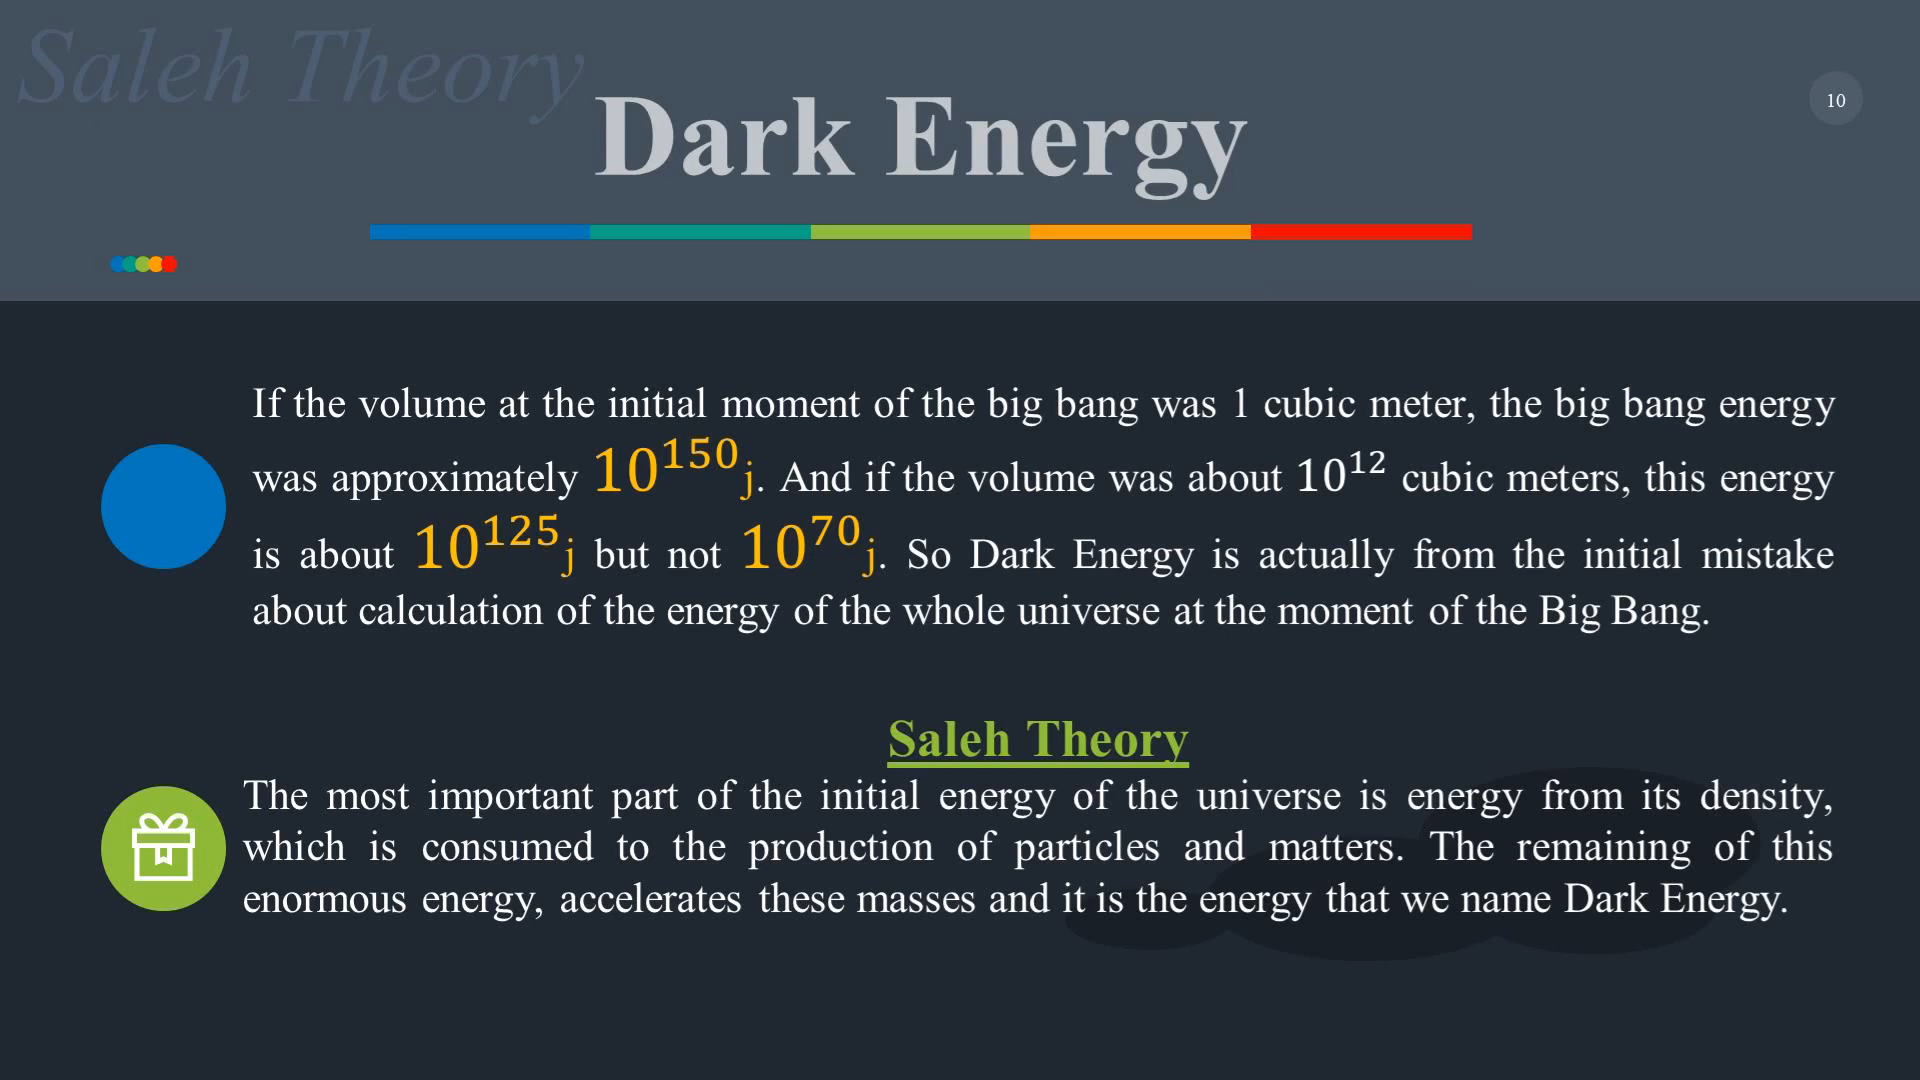 Saleh Theory
Dark Energy
10
If the volume at the initial moment of the big bang was 1 cubic meter, the big bang energy
was approximately 10^150 j. And if the volume was about 10^12 cubic meters, this energy
is about 10^125 j but not 10^70 j. So Dark Energy is actually from the initial mistake
about calculation of the energy of the whole universe at the moment of the Big Bang.
Saleh Theory
The most important part of the initial energy of the universe is energy from its density,
which is consumed to the production of particles and matters. The remaining of this
enormous energy, accelerates these masses and it is the energy that we name Dark Energy.